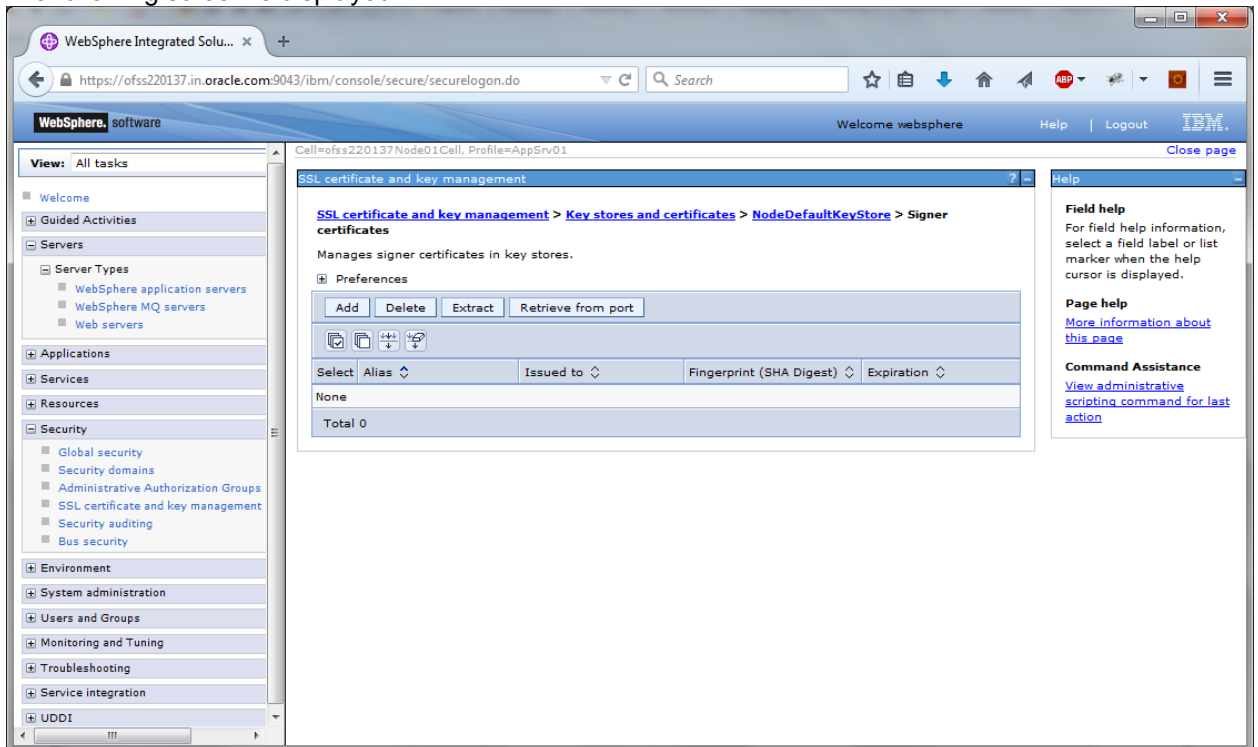 WebSphere Integrated Solu...
https://ofss220137.in.oracle.com:9043/ibm/console/secure/securelogon.do
Search
ABP
WebSphere. software
Welcome websphere
Help | Logout
IBM.
View: All tasks
Welcome
Guided Activities
Servers
Server Types
WebSphere application servers
WebSphere MQ servers
Web servers
Applications
Services
Resources
Security
Global security
Security domains
Administrative Authorization Groups
SSL certificate and key management
Security auditing
Bus security
Environment
System administration
Users and Groups
Monitoring and Tuning
Troubleshooting
Service integration
UDDI
Cell=ofss220137Node01Cell, Profile=AppSrv01
Close page
SSL certificate and key management
? -
SSL certificate and key management > Key stores and certificates > NodeDefaultKeyStore > Signer
certificates
Manages signer certificates in key stores.
Preferences
Add Delete Extract Retrieve from port
Select Alias Issued to Fingerprint (SHA Digest) Expiration
None
Total 0
Help
-
Field help
For field help information,
select a field label or list
marker when the help
cursor is displayed.
Page help
More information about
this page
Command Assistance
View administrative
scripting command for last
action